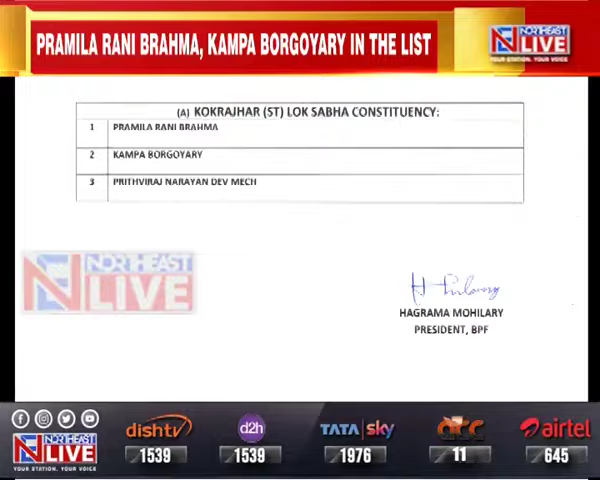 PRAMILA RANI BRAHMA, KAMPA BORGOYARY IN THE LIST
NORTHEAST
LIVE
YOUR STATION. YOUR VOICE
(A) KOKRAJHAR (ST) LOK SABHA CONSTITUENCY:
1 PRAMILA RANI BRAHMA
2 KAMPA BORGOYARY
3 PRITHVIRAJ NARAYAN DEV MECH
NORTHEAST
LIVE
HAGRAMA MOHILARY
PRESIDENT, BPF
NORTHEAST
LIVE
YOUR STATION. YOUR VOICE
dishtv 1539
d2h 1539
TATA sky 1976
11
airtel 645